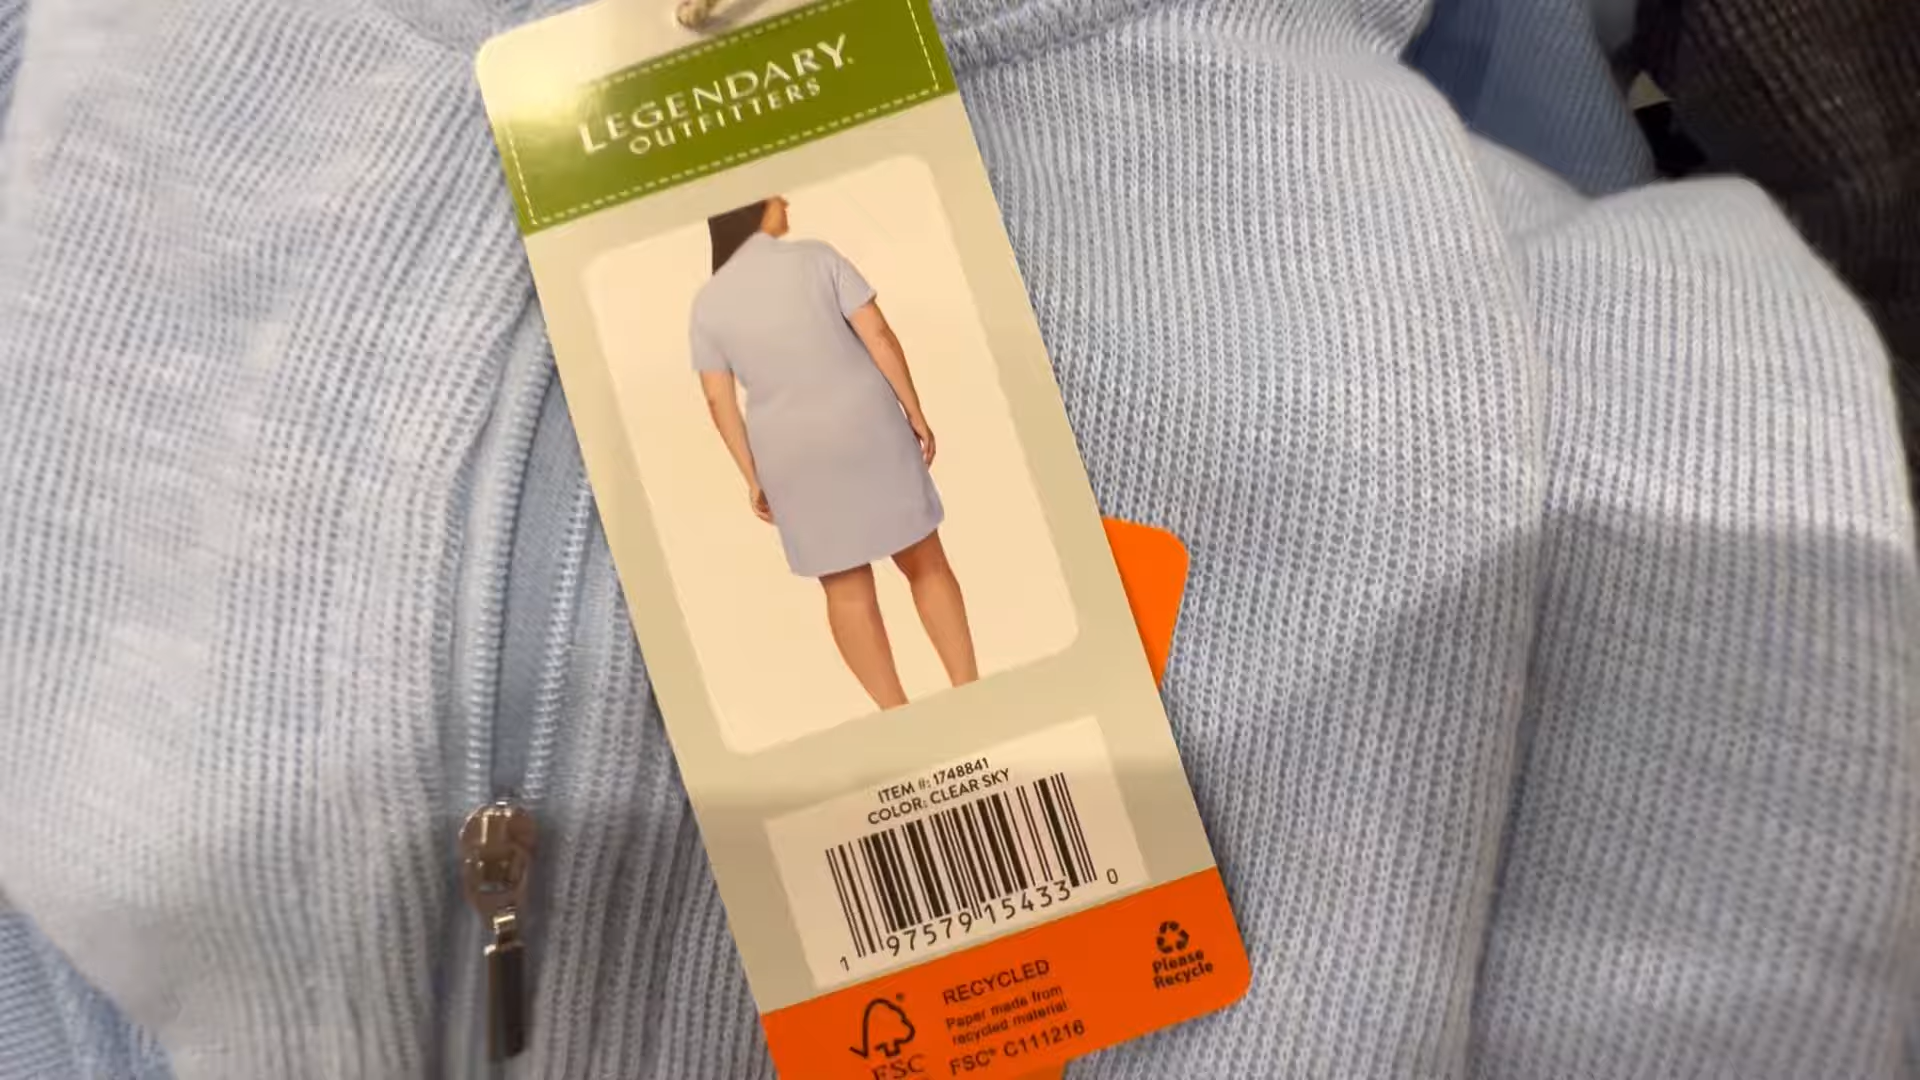 LEGENDARY
OUTFITTERS
ITEM #: 1748841
COLOR: CLEAR SKY
1 97579 15433 0
RECYCLED
Paper made from
recycled material
FSC® C111216
FSC
Please
Recycle